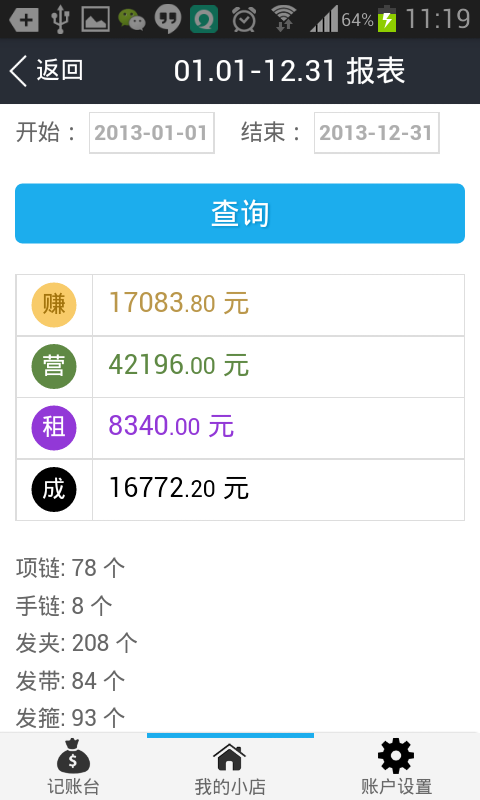 64% 11:19
返回 01.01-12.31 报表
开始： 2013-01-01 结束： 2013-12-31
查询
赚 17083.80 元
营 42196.00 元
租 8340.00 元
成 16772.20 元
项链: 78 个
手链: 8 个
发夹: 208 个
发带: 84 个
发箍: 93 个
记账台 我的小店 账户设置